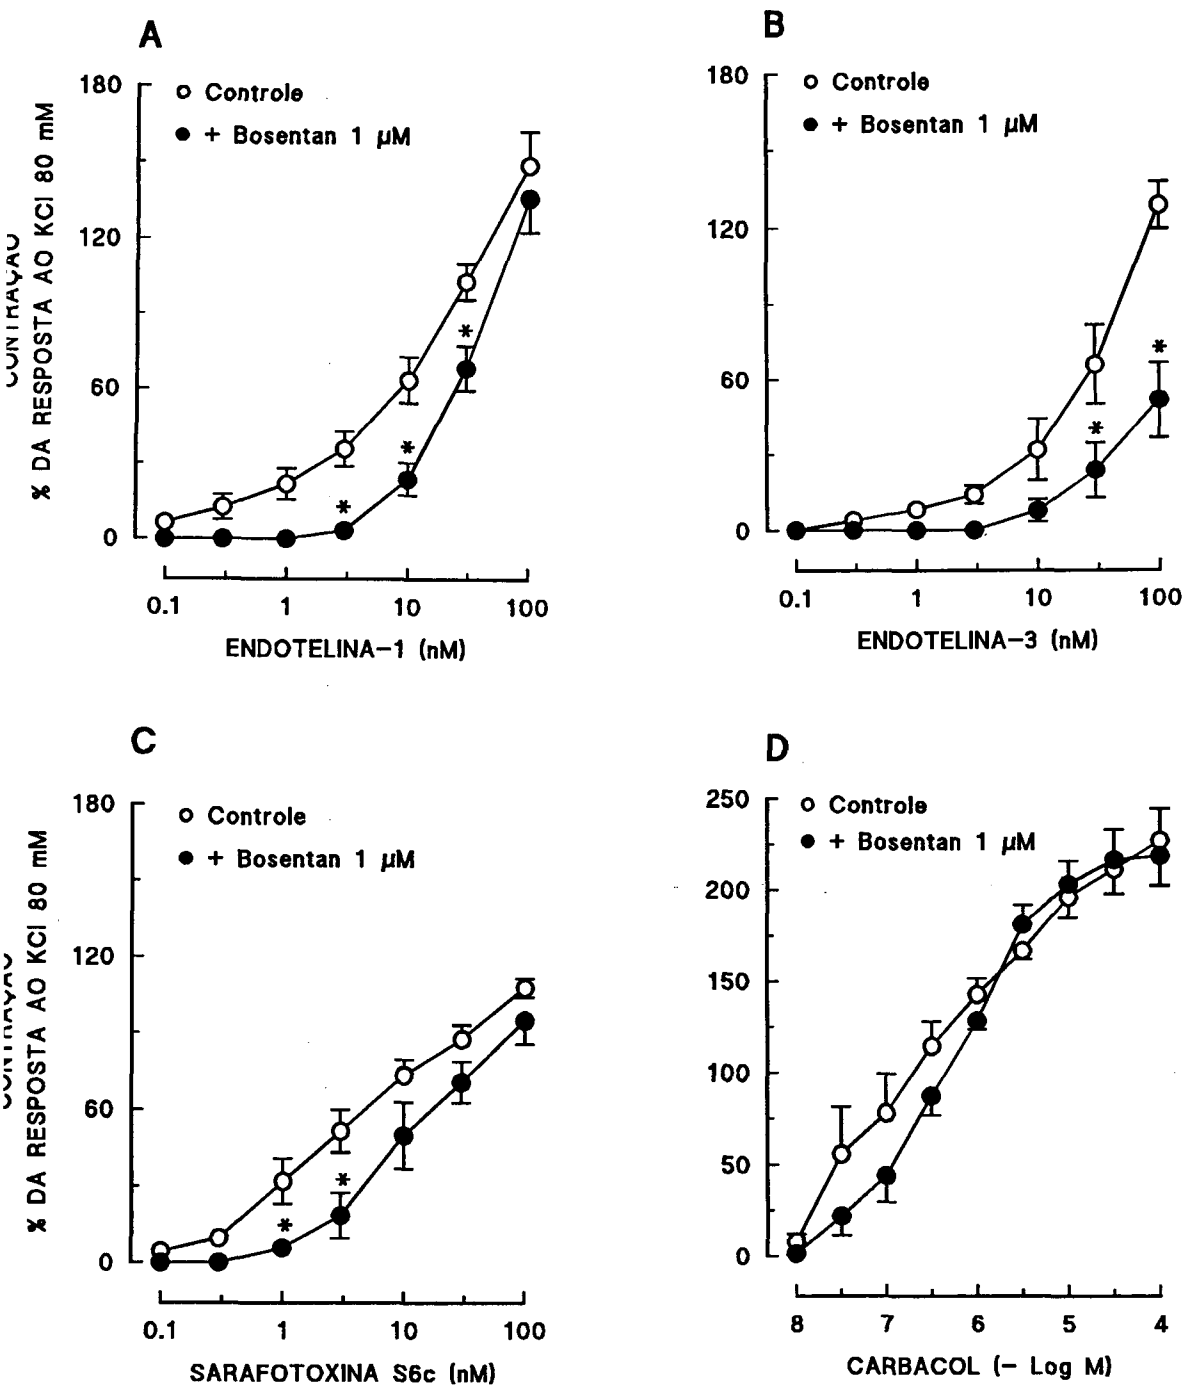 A
180
120
60
0
Controle
+ Bosentan 1 µM
% DA RESPOSTA AO KCl 80 mM
0.1 1 10 100
ENDOTELINA-1 (nM)
*
*
*
B
180
120
60
0
Controle
+ Bosentan 1 µM
*
*
0.1 1 10 100
ENDOTELINA-3 (nM)
C
180
120
60
0
Controle
+ Bosentan 1 µM
% DA RESPOSTA AO KCl 80 mM
*
*
0.1 1 10 100
SARAFOTOXINA S6c (nM)
D
250
200
150
100
50
0
Controle
+ Bosentan 1 µM
8 7 6 5 4
CARBACOL (- Log M)